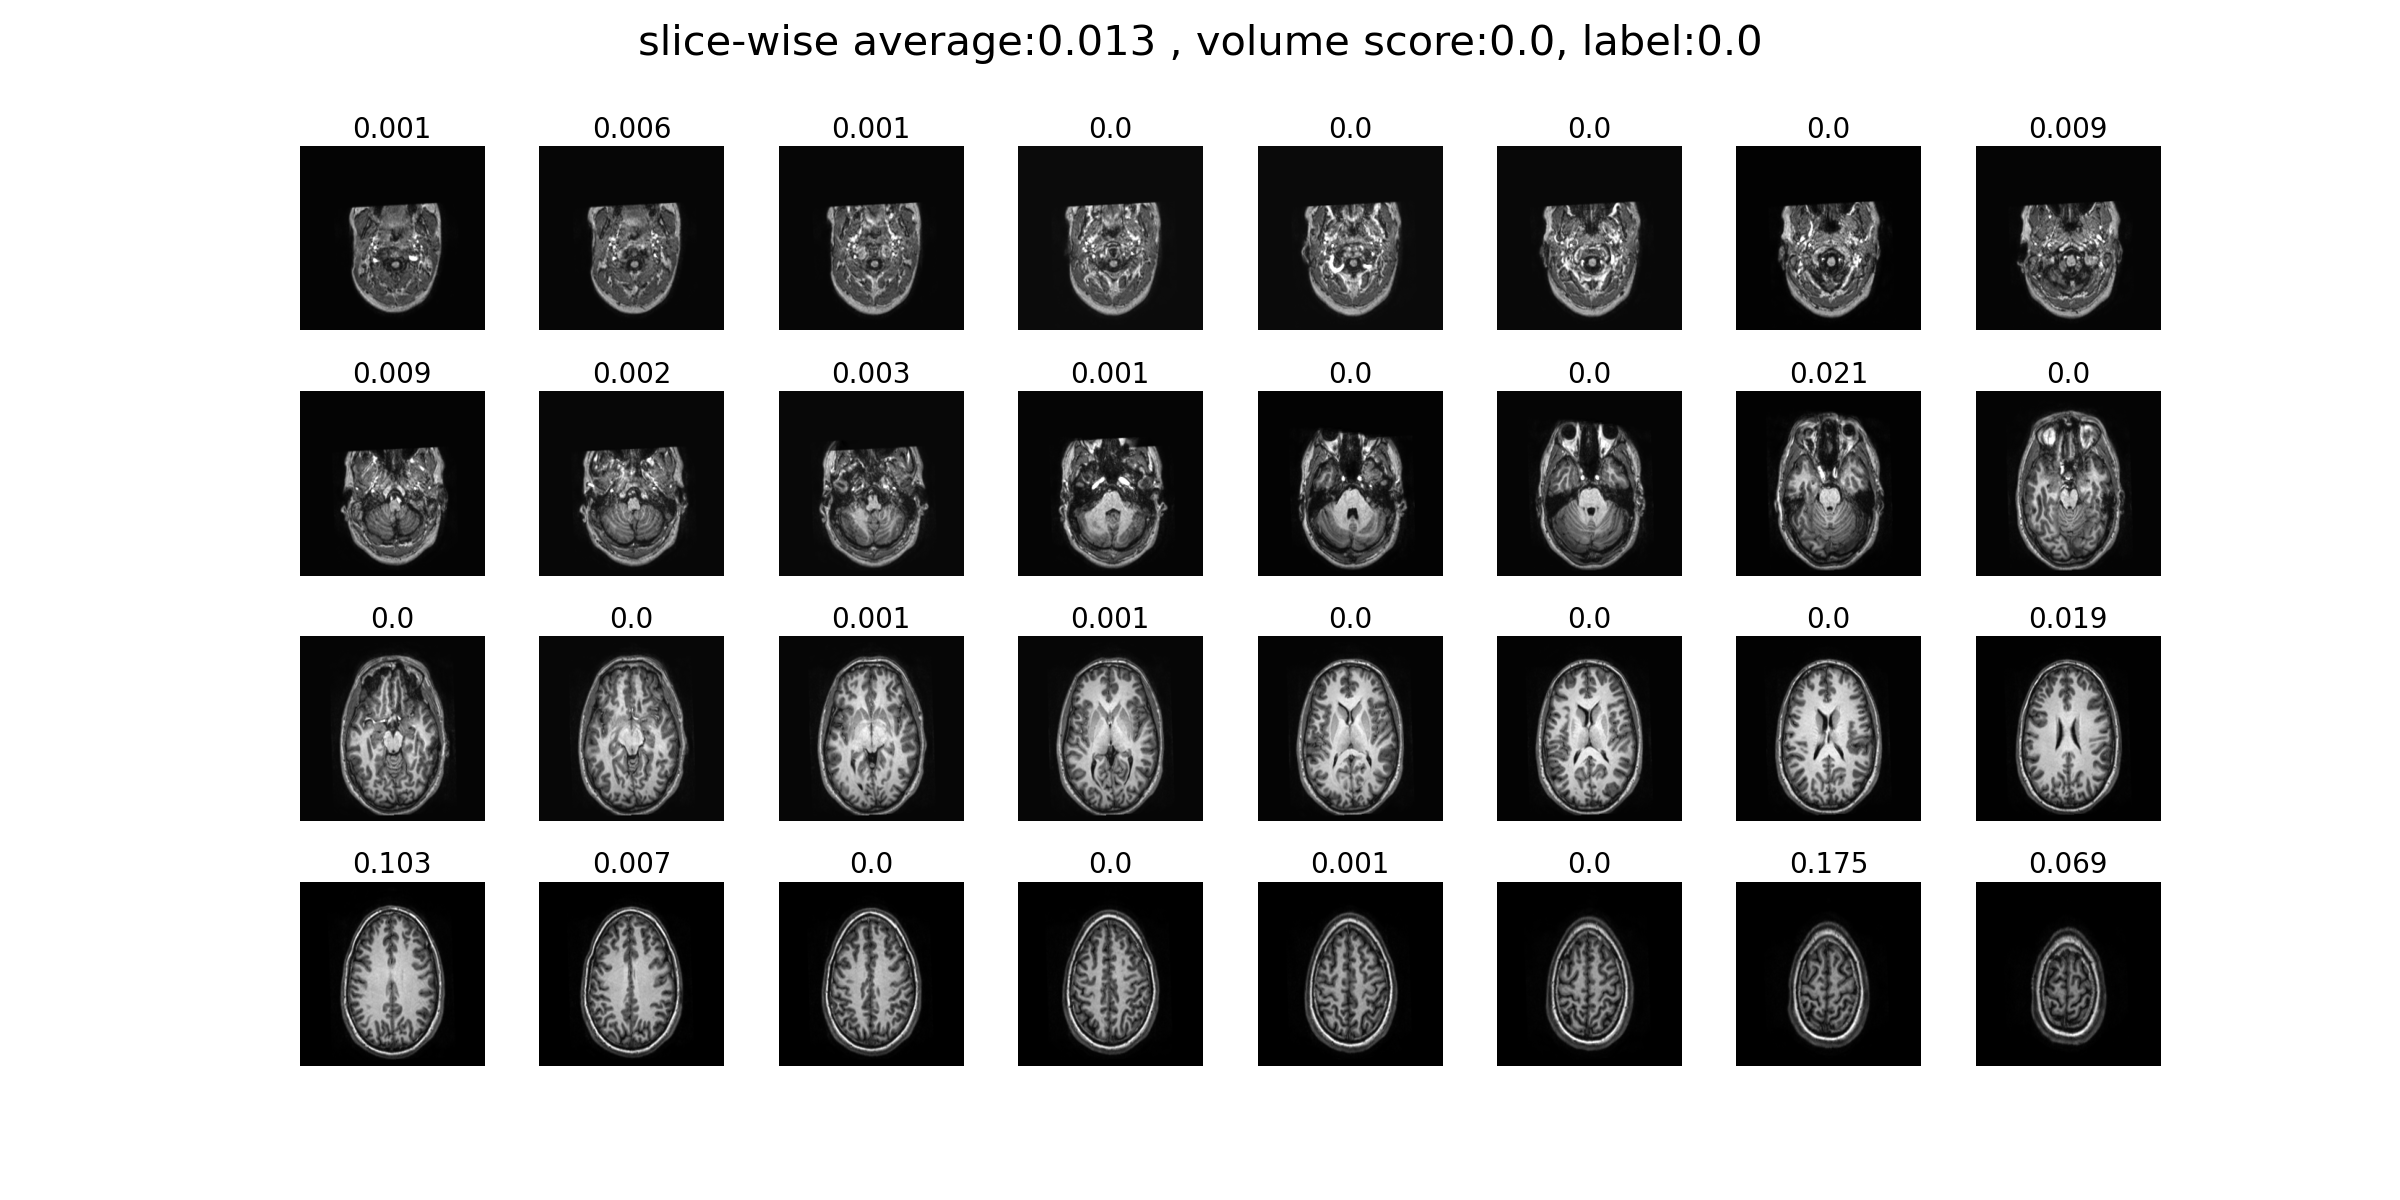 slice-wise average:0.013 , volume score:0.0, label:0.0
0.001 0.006 0.001 0.0 0.0 0.0 0.0 0.009
0.009 0.002 0.003 0.001 0.0 0.0 0.021 0.0
0.0 0.0 0.001 0.001 0.0 0.0 0.0 0.019
0.103 0.007 0.0 0.0 0.001 0.0 0.175 0.069